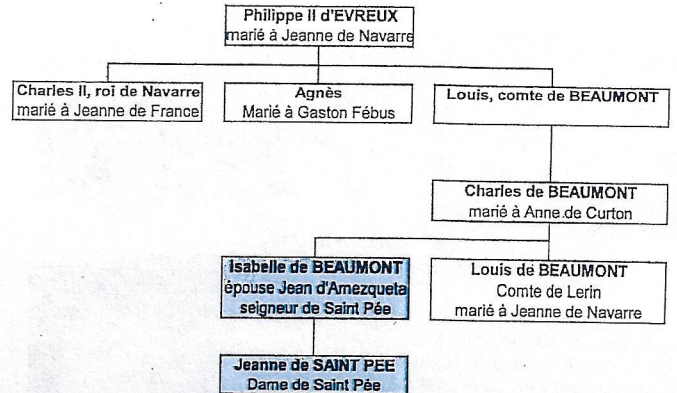 Philippe II d'EVREUX
marié à Jeanne de Navarre
Charles II, roi de Navarre
marié à Jeanne de France
Agnès
Marié à Gaston Fébus
Louis, comte de BEAUMONT
Charles de BEAUMONT
marié à Anne de Curton
Isabelle de BEAUMONT
épouse Jean d'Amezqueta
seigneur de Saint Pée
Louis de BEAUMONT
Comte de Lerin
marié à Jeanne de Navarre
Jeanne de SAINT PEE
Dame de Saint Pée